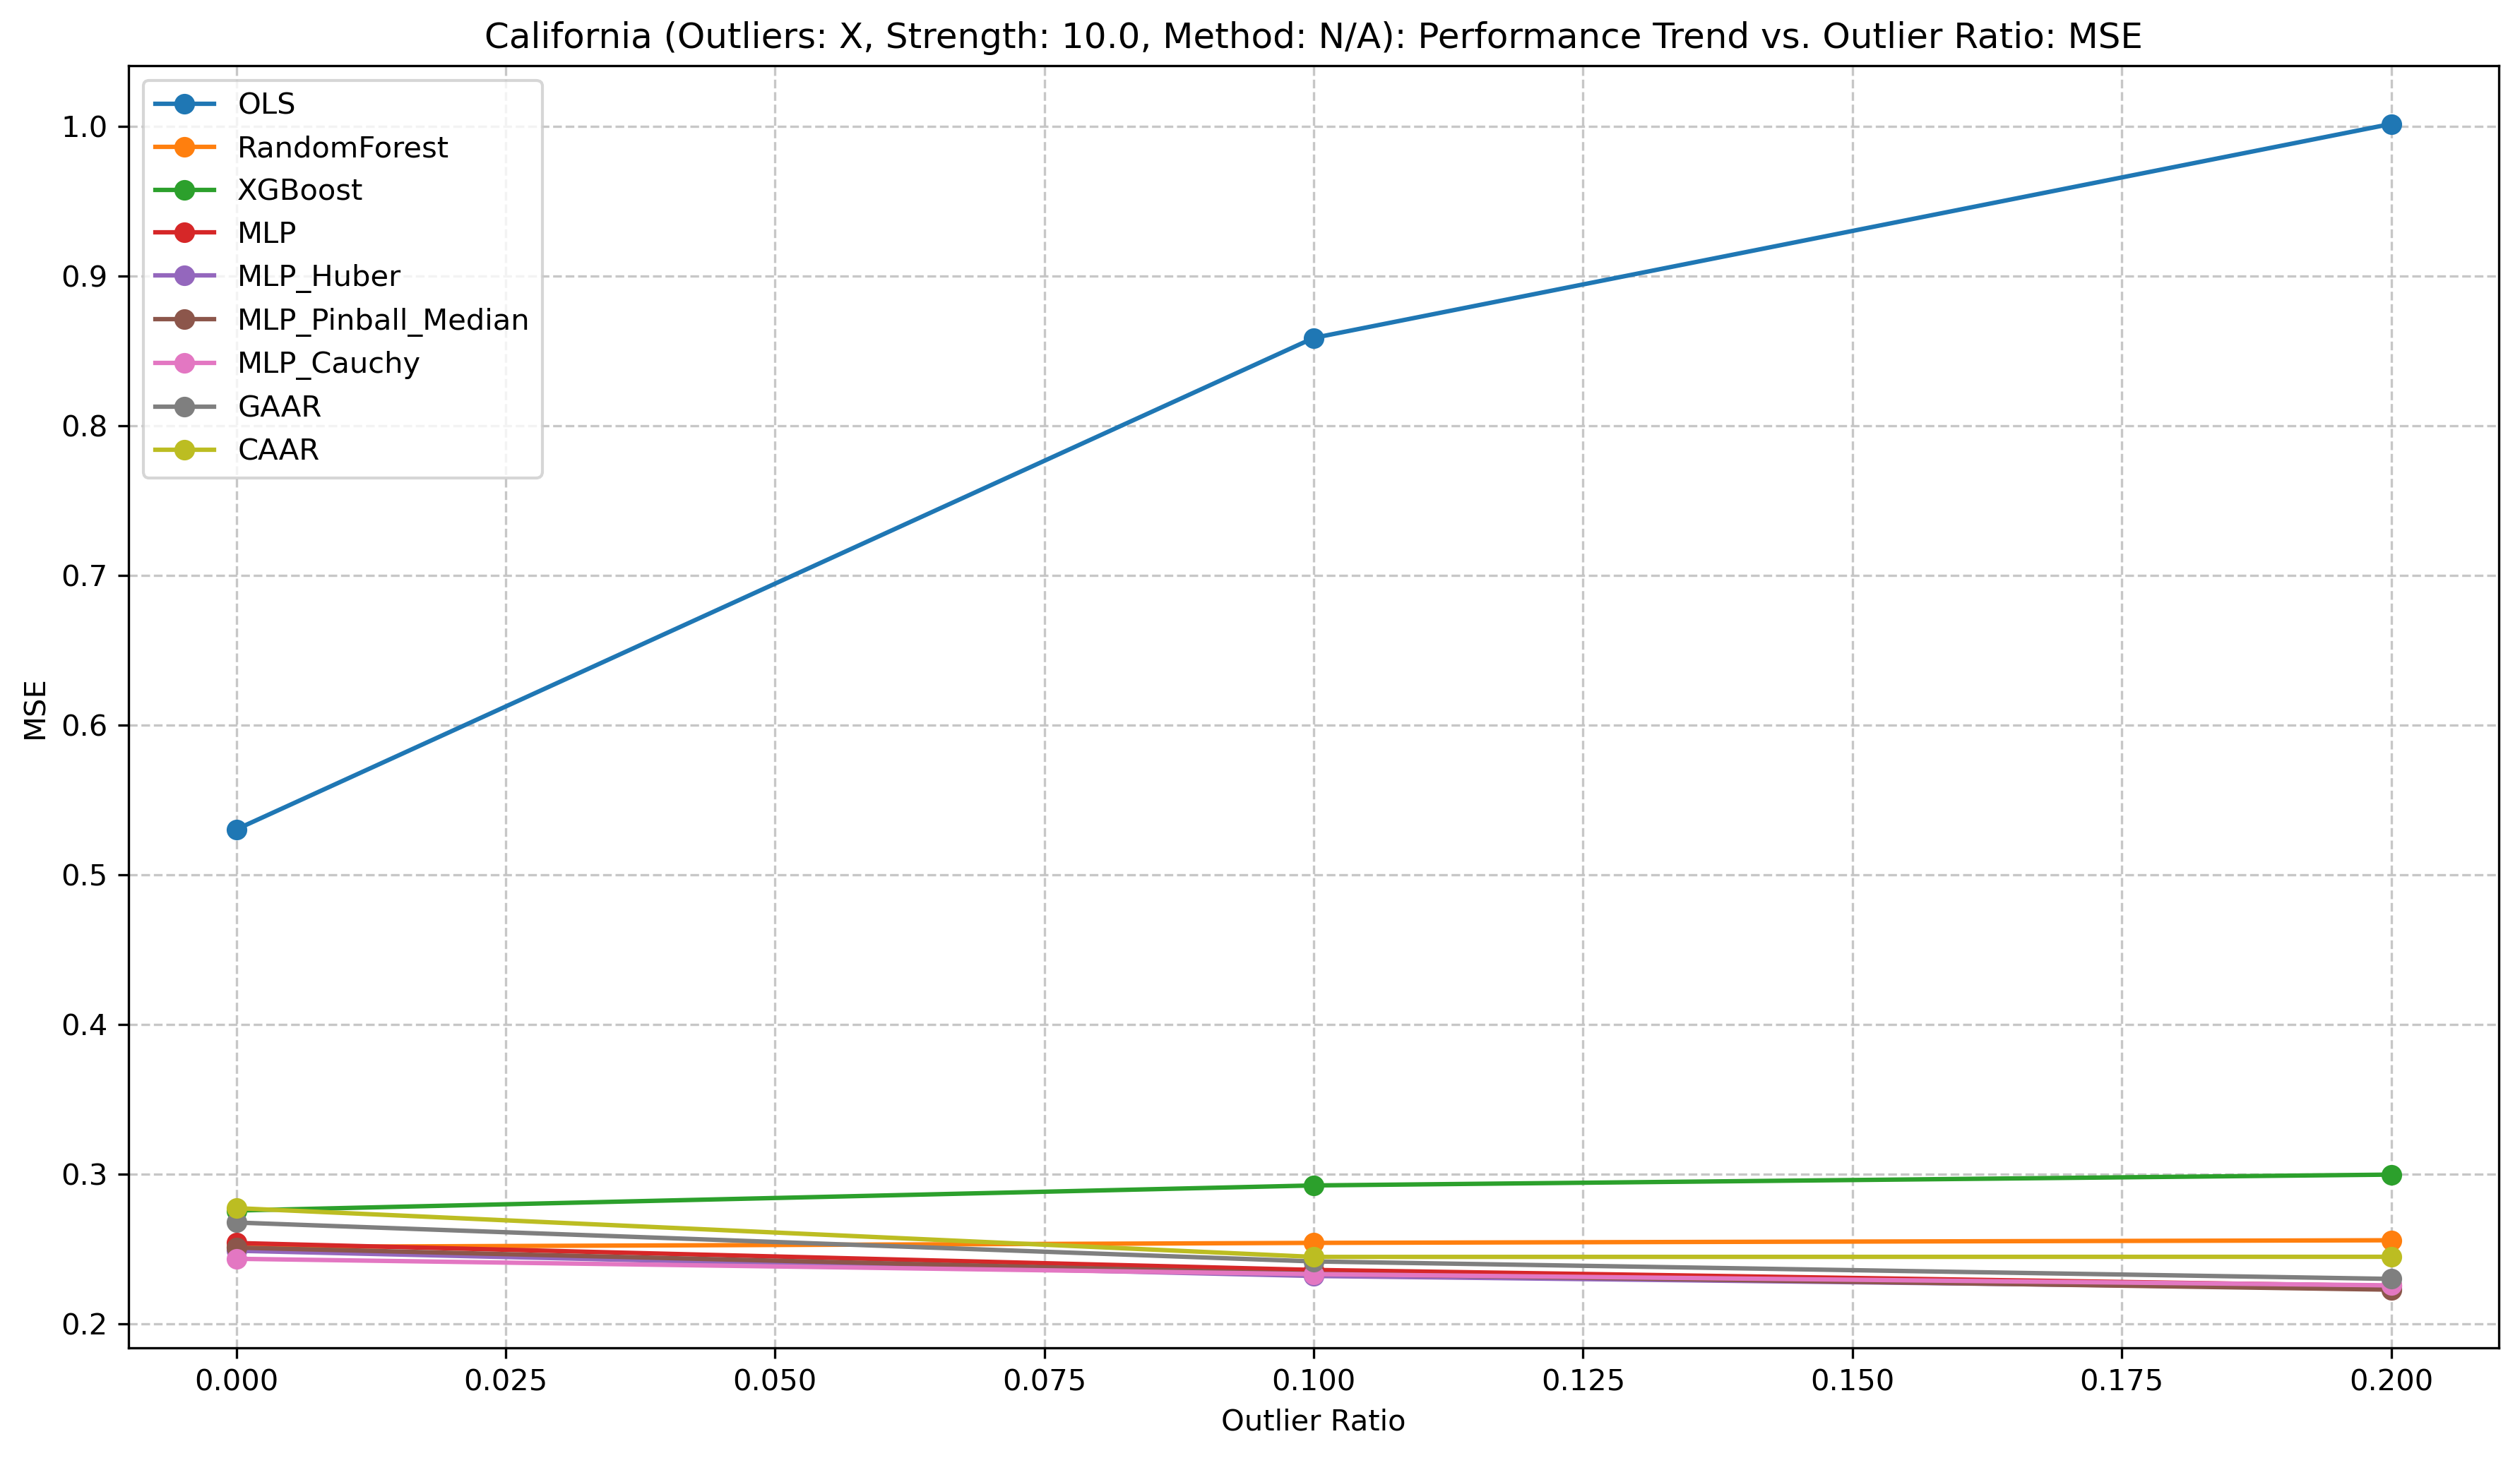 California (Outliers: X, Strength: 10.0, Method: N/A): Performance Trend vs. Outlier Ratio: MSE
OLS
RandomForest
XGBoost
MLP
MLP_Huber
MLP_Pinball_Median
MLP_Cauchy
GAAR
CAAR
1.0
0.9
0.8
0.7
0.6
0.5
0.4
0.3
0.2
MSE
0.000 0.025 0.050 0.075 0.100 0.125 0.150 0.175 0.200
Outlier Ratio